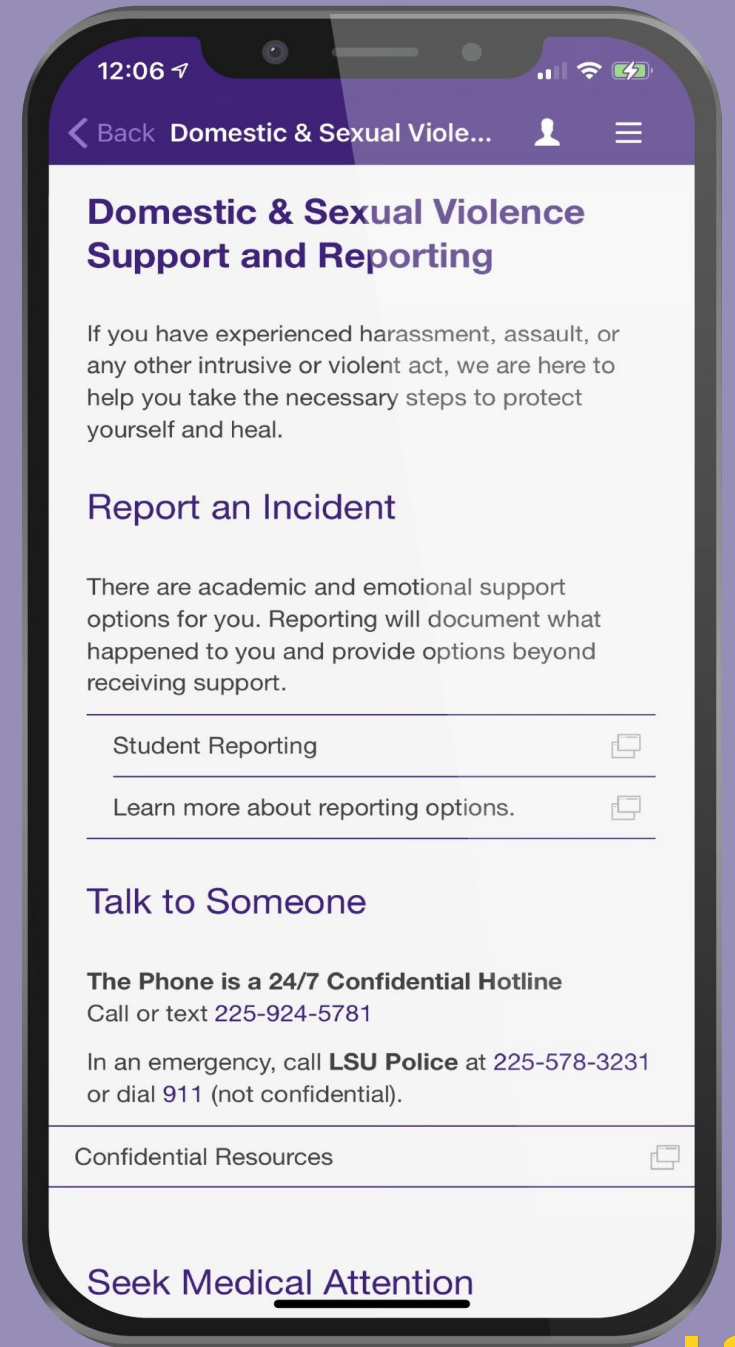 12:06
Back Domestic & Sexual Viole...
Domestic & Sexual Violence
Support and Reporting
If you have experienced harassment, assault, or
any other intrusive or violent act, we are here to
help you take the necessary steps to protect
yourself and heal.
Report an Incident
There are academic and emotional support
options for you. Reporting will document what
happened to you and provide options beyond
receiving support.
Student Reporting
Learn more about reporting options.
Talk to Someone
The Phone is a 24/7 Confidential Hotline
Call or text 225-924-5781
In an emergency, call LSU Police at 225-578-3231
or dial 911 (not confidential).
Confidential Resources
Seek Medical Attention